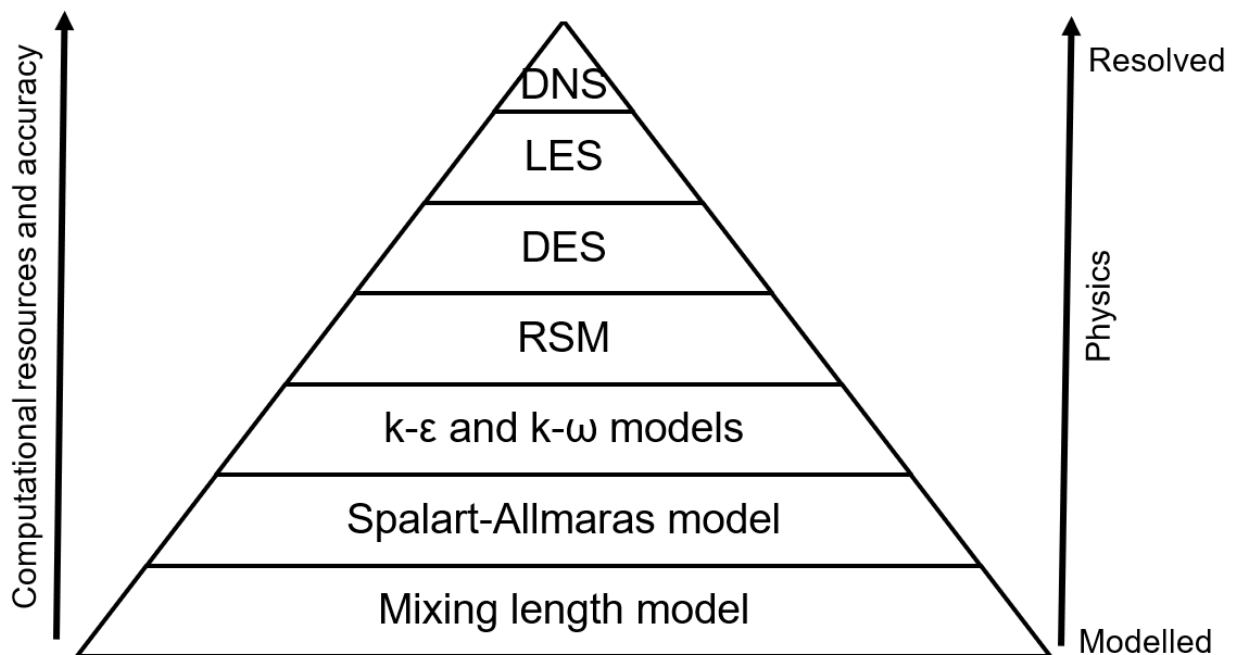 Computational resources and accuracy
DNS
LES
DES
RSM
k-ε and k-ω models
Spalart-Allmaras model
Mixing length model
Resolved
Physics
Modelled